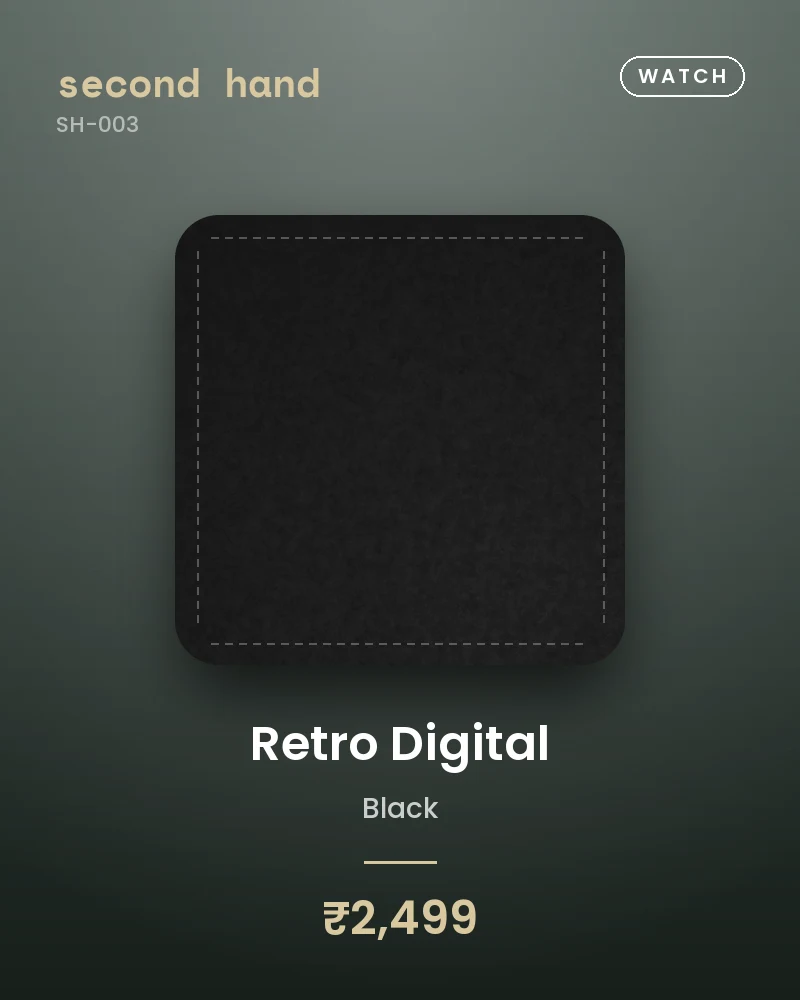 second hand
WATCH
SH-003
Retro Digital
Black
₹2,499